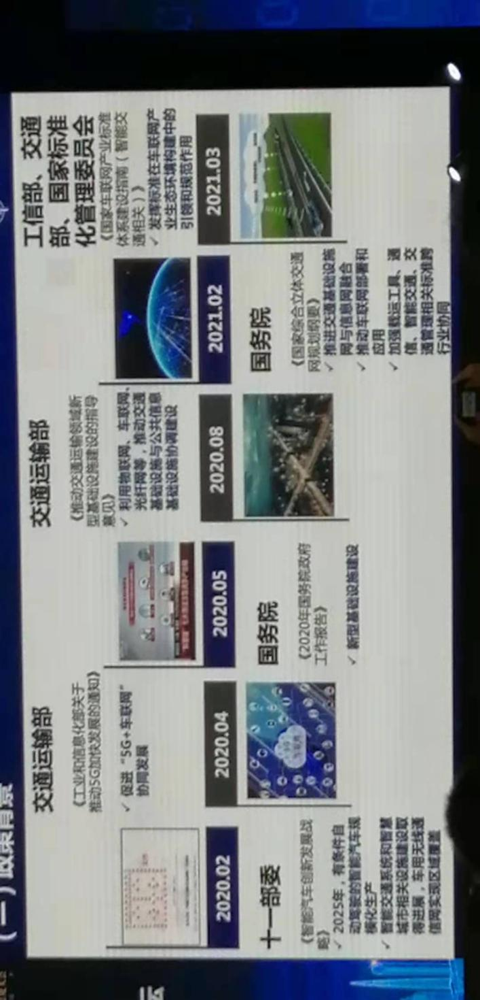 （一）政策背景
2020.02
十一部委
《智能汽车创新发展战
略》
✓ 2025年，有条件自
动驾驶的智能汽车规
模化生产
✓ 智能交通系统和智慧
城市相关设施建设取
得进展，车用无线通
信网实现区域覆盖
交通运输部
《工业和信息化部关于
推动5G加快发展的通知》
✓ 促进“5G+车联网”
协同发展
2020.04
2020.05
国务院
《2020年国务院政府
工作报告》
✓ 新型基础设施建设
交通运输部
《推动交通运输领域新
型基础设施建设的指导
意见》
✓ 利用物联网、车联网、
光纤网等，推动交通
基础设施与公共信息
基础设施协调建设
2020.08
2021.02
国务院
《国家综合立体交通
网规划纲要》
✓ 推进交通基础设施
网与信息网融合
✓ 推动车联网部署和
应用
✓ 加强载运工具、通
信、智能交通、交
通管理相关标准跨
行业协同
工信部、交通
部、国家标准
化管理委员会
《国家车联网产业标准
体系建设指南（智能交
通相关）》
✓ 发挥标准在车联网产
业生态环境构建中的
引领和规范作用
2021.03